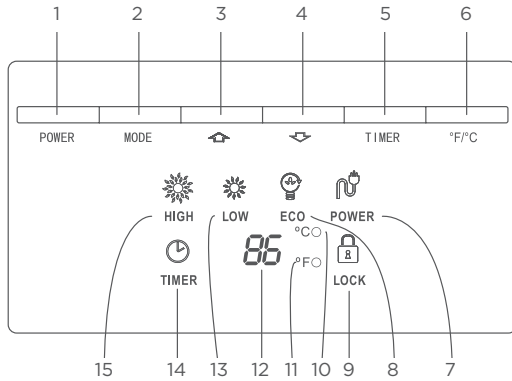 1 2 3 4 5 6
POWER MODE TIMER °F/°C
HIGH LOW ECO POWER
°C
86
°F
TIMER LOCK
15 14 13 12 11 10 9 8 7